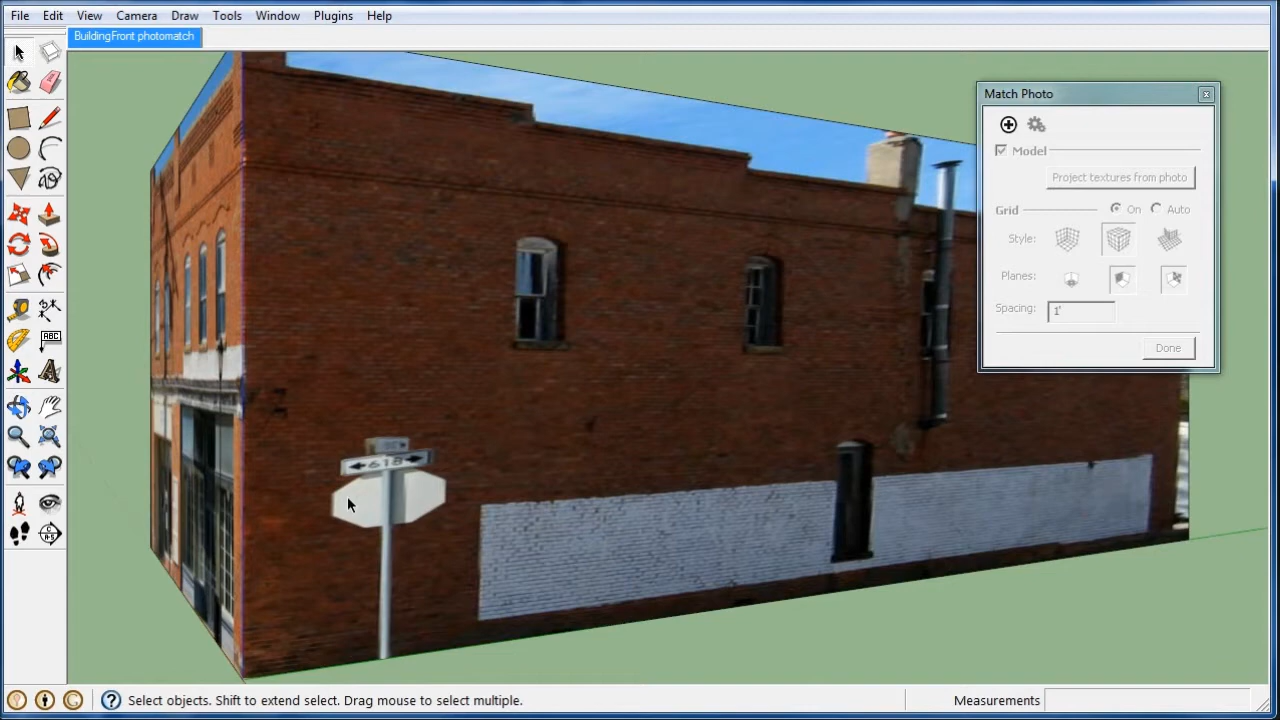 File Edit View Camera Draw Tools Window Plugins Help
BuildingFront photomatch
Match Photo
Model
Project textures from photo
Grid On Auto
Style:
Planes:
Spacing: 1'
Done
ABC
618
Select objects. Shift to extend select. Drag mouse to select multiple. Measurements